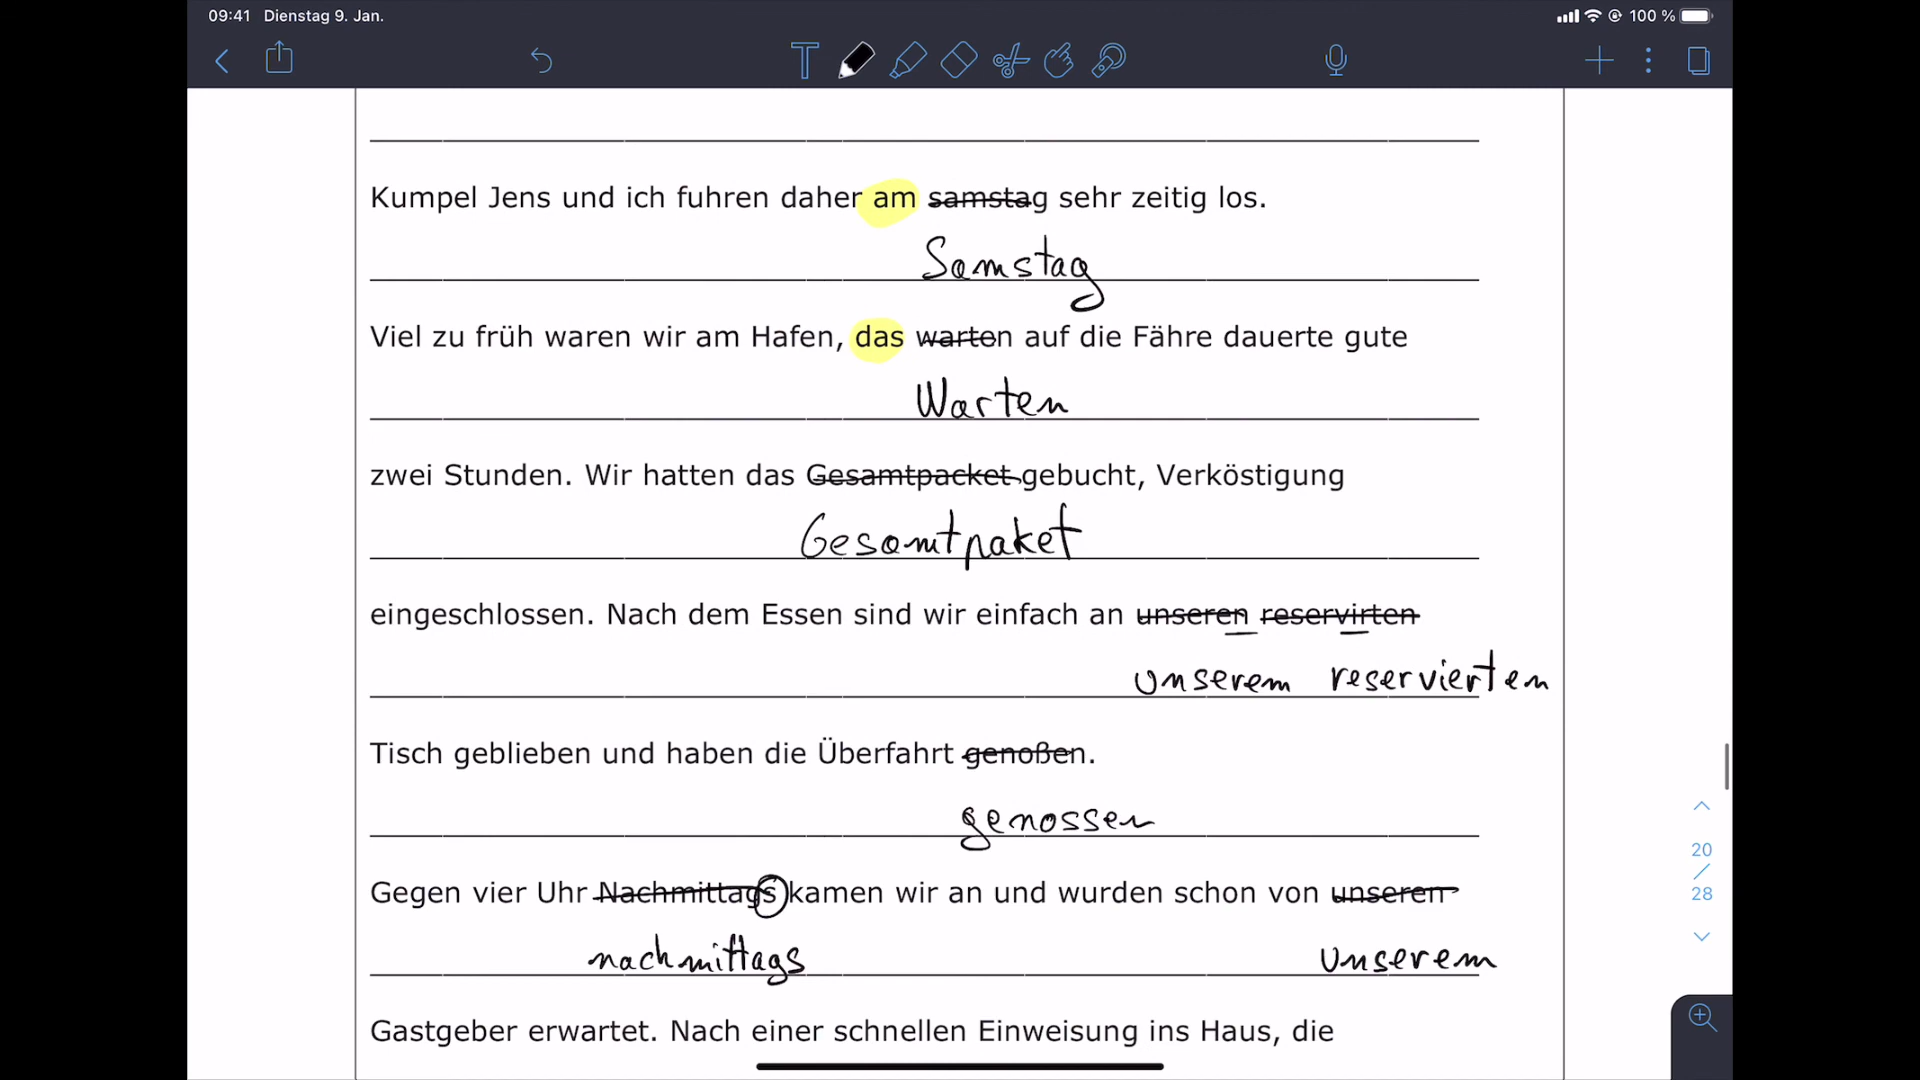 09:41 Dienstag 9. Jan. 100 %
Kumpel Jens und ich fuhren daher am samstag sehr zeitig los.
Samstag
Viel zu früh waren wir am Hafen, das warten auf die Fähre dauerte gute
Warten
zwei Stunden. Wir hatten das Gesamtpacket gebucht, Verköstigung
Gesamtpaket
eingeschlossen. Nach dem Essen sind wir einfach an unseren reservirten
unserem reservierten
Tisch geblieben und haben die Überfahrt genoßen.
genossen
Gegen vier Uhr Nachmittags kamen wir an und wurden schon von unseren
nachmittags unserem
Gastgeber erwartet. Nach einer schnellen Einweisung ins Haus, die
20
/
28